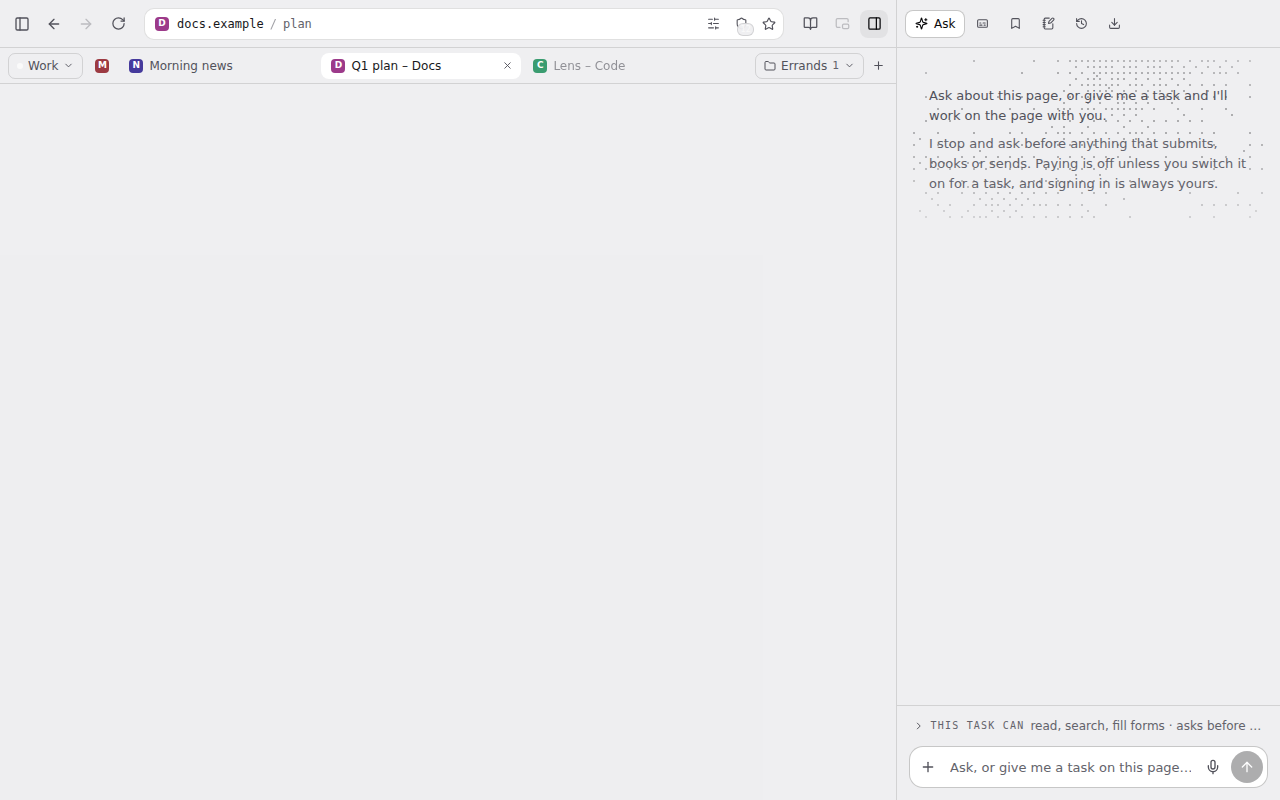 D docs.example / plan
Ask
Work
M
N Morning news
D Q1 plan – Docs
C Lens – Code
Errands 1
Ask about this page, or give me a task and I'll
work on the page with you.
I stop and ask before anything that submits,
books or sends. Paying is off unless you switch it
on for a task, and signing in is always yours.
THIS TASK CAN read, search, fill forms · asks before …
Ask, or give me a task on this page…